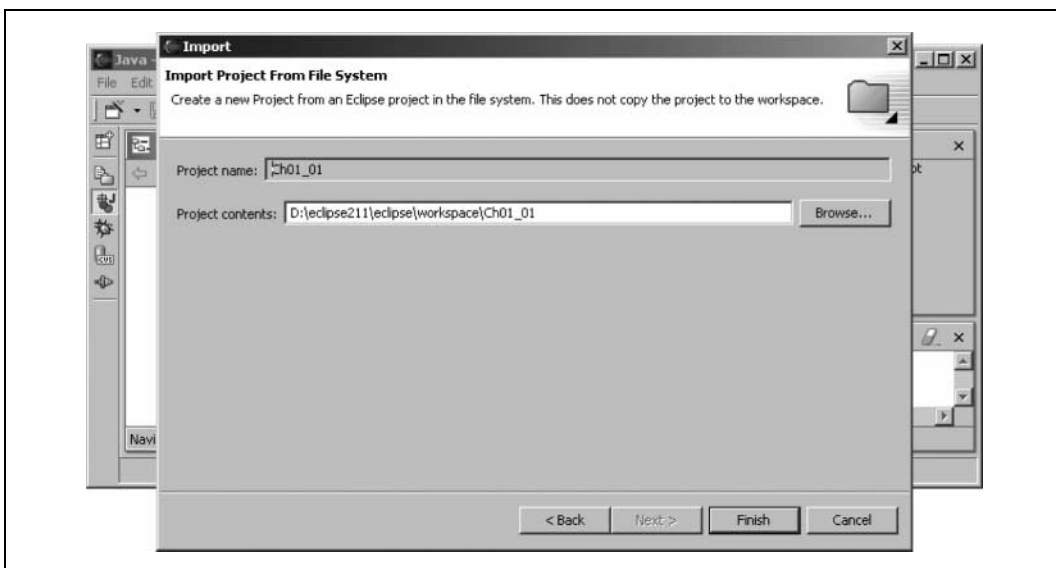 Import
Java -
File Edit
Import Project From File System
Create a new Project from an Eclipse project in the file system. This does not copy the project to the workspace.
Project name: Ch01_01
Project contents: D:\eclipse211\eclipse\workspace\Ch01_01
Browse...
CVS
Navi
< Back
Next >
Finish
Cancel